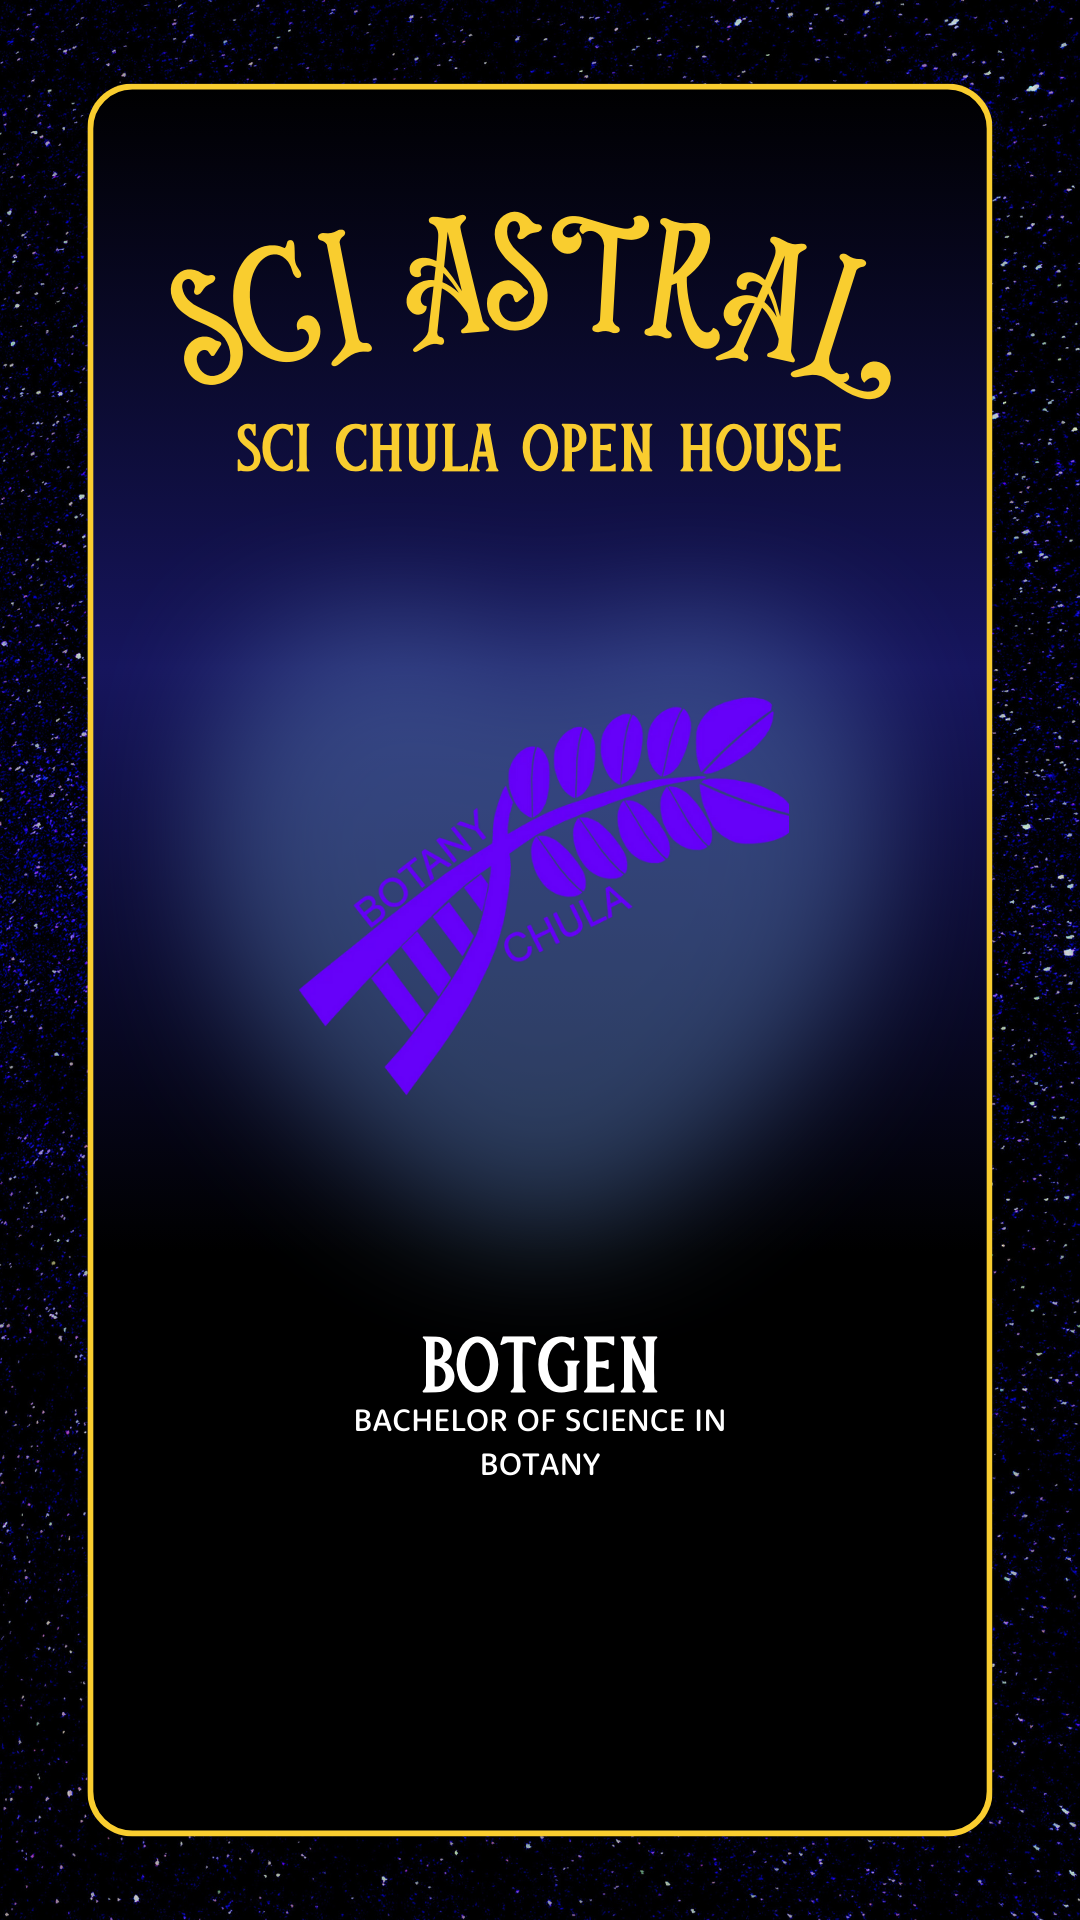 SCI ASTRAL
SCI CHULA OPEN HOUSE
BOTANY
CHULA
BOTGEN
BACHELOR OF SCIENCE IN
BOTANY